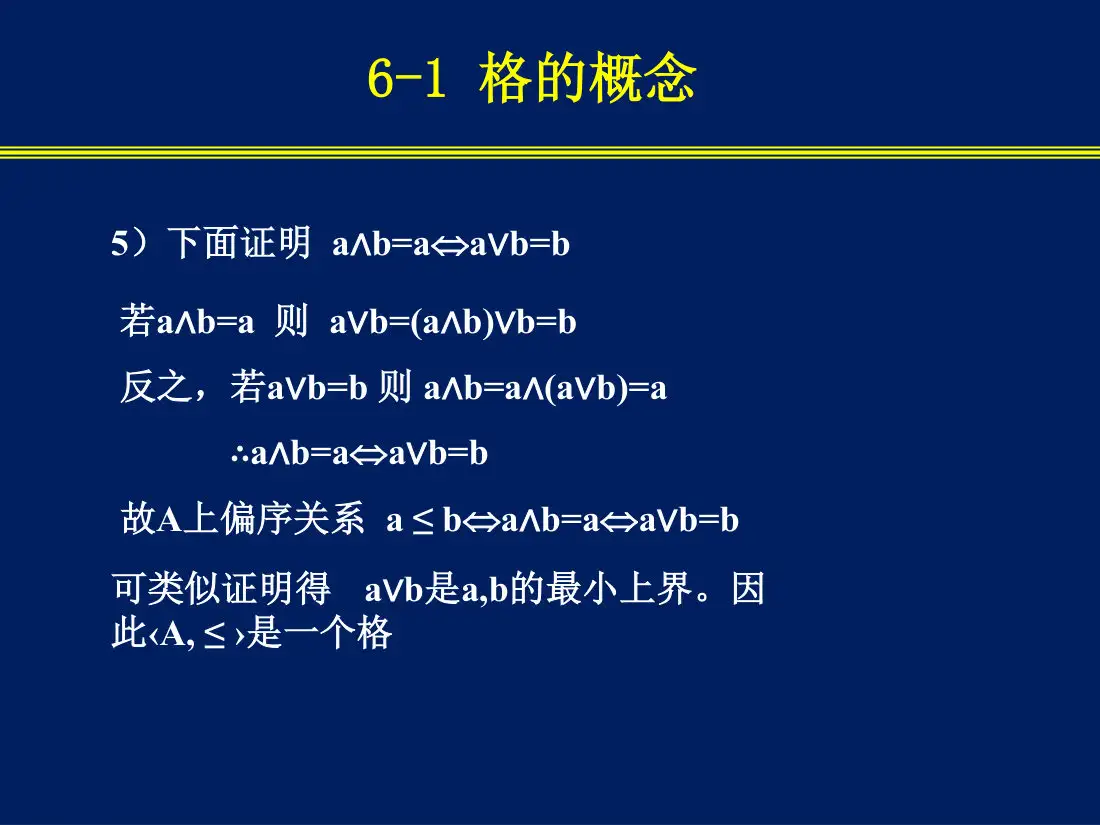 6-1 格的概念
5）下面证明 a∧b=a⇔a∨b=b
若a∧b=a 则 a∨b=(a∧b)∨b=b
反之，若a∨b=b 则 a∧b=a∧(a∨b)=a
∴a∧b=a⇔a∨b=b
故A上偏序关系 a ≤ b⇔a∧b=a⇔a∨b=b
可类似证明得 a∨b是a,b的最小上界。因
此‹A, ≤ ›是一个格